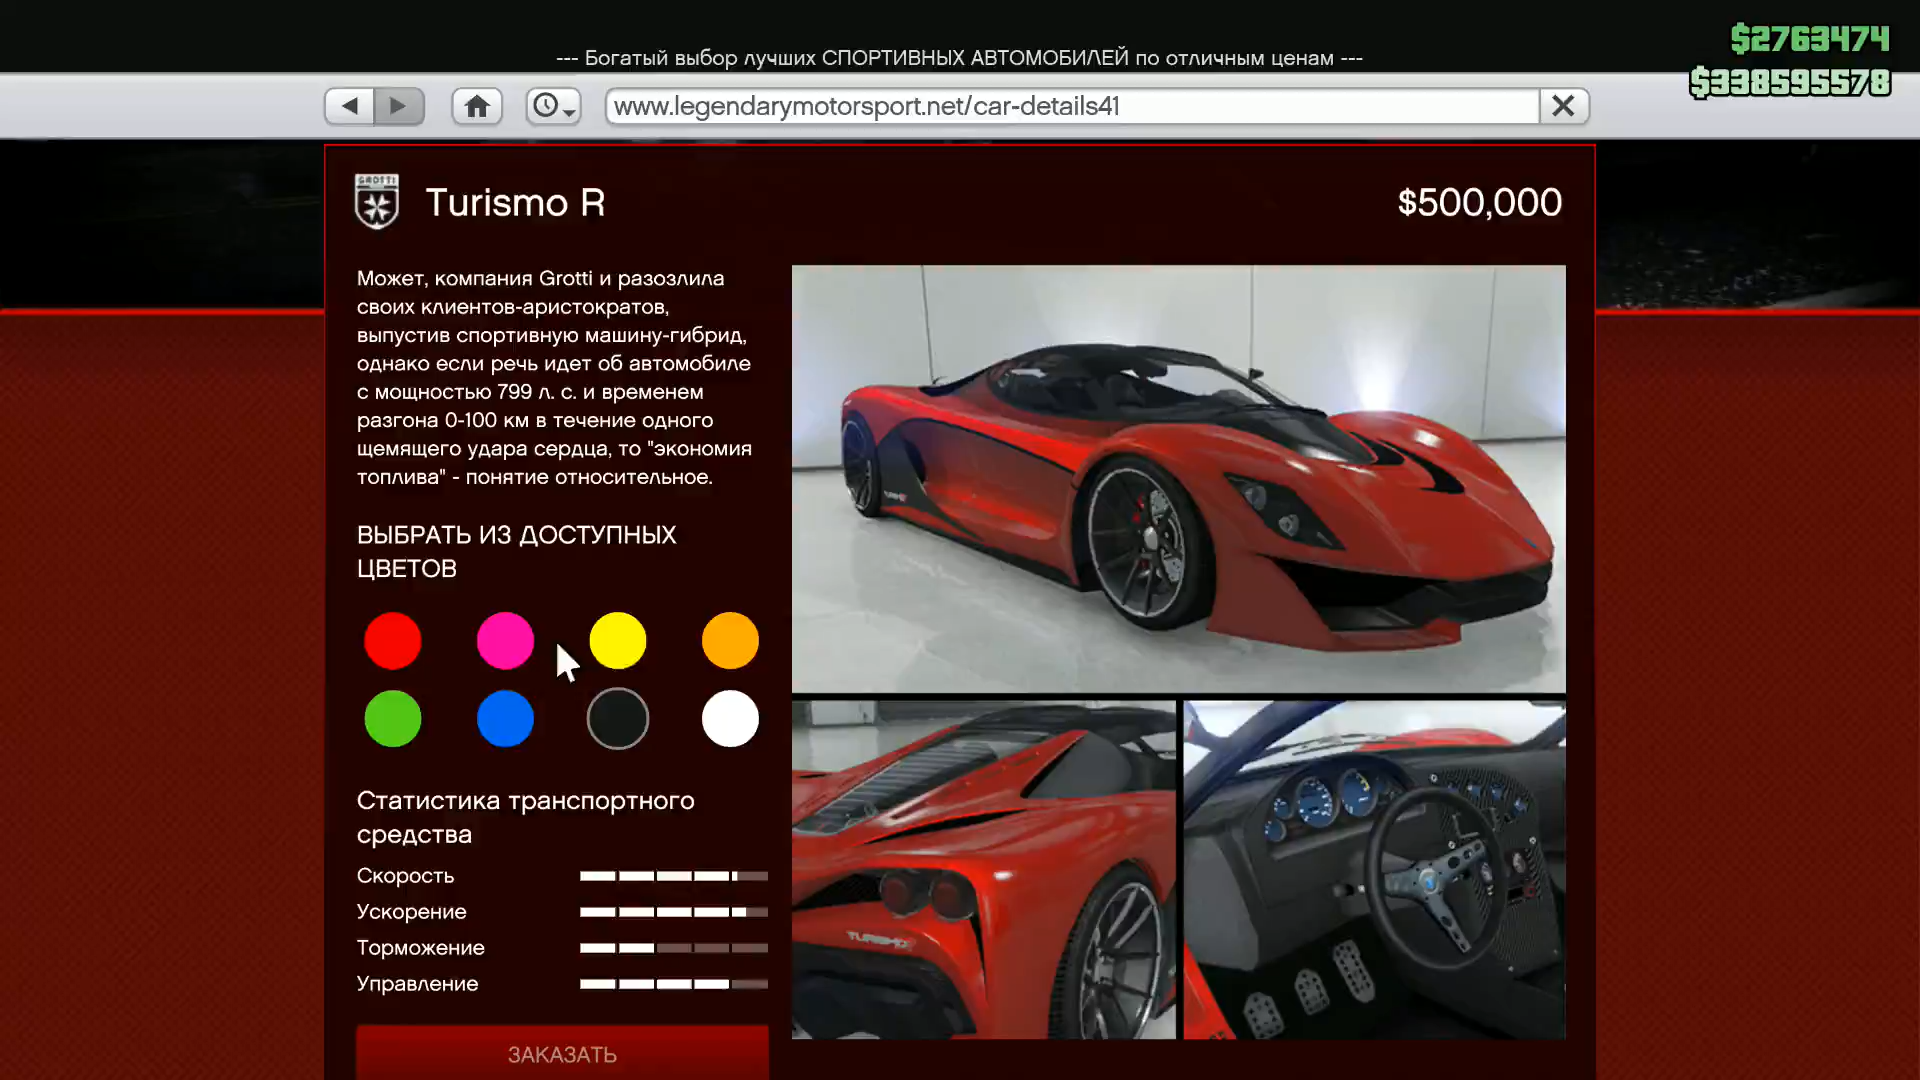 $2763474
--- Богатый выбор лучших СПОРТИВНЫХ АВТОМОБИЛЕЙ по отличным ценам ---
$338595578
www.legendarymotorsport.net/car-details41
GROTTI
Turismo R
$500,000
Может, компания Grotti и разозлила
своих клиентов-аристократов,
выпустив спортивную машину-гибрид,
однако если речь идет об автомобиле
с мощностью 799 л. с. и временем
разгона 0-100 км в течение одного
щемящего удара сердца, то "экономия
топлива" - понятие относительное.
ВЫБРАТЬ ИЗ ДОСТУПНЫХ
ЦВЕТОВ
Статистика транспортного
средства
Скорость
Ускорение
Торможение
Управление
ЗАКАЗАТЬ